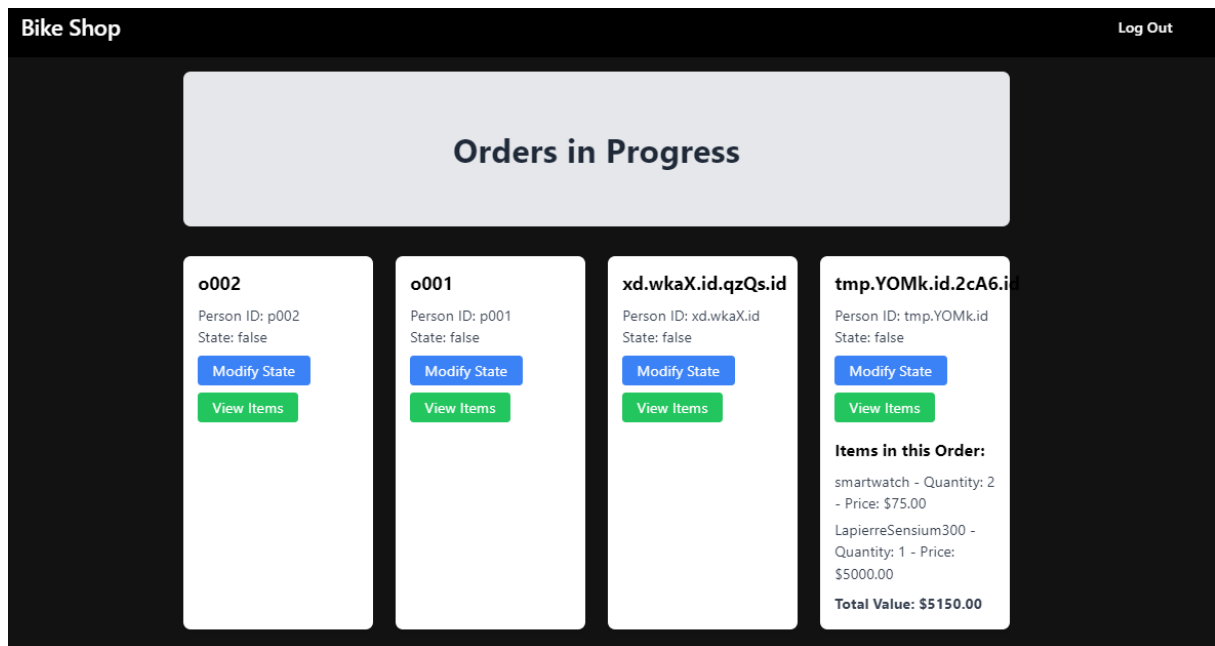 Bike Shop
Log Out
Orders in Progress
o002
Person ID: p002
State: false
Modify State
View Items
o001
Person ID: p001
State: false
Modify State
View Items
xd.wkaX.id.qzQs.id
Person ID: xd.wkaX.id
State: false
Modify State
View Items
tmp.YOMk.id.2cA6.id
Person ID: tmp.YOMk.id
State: false
Modify State
View Items
Items in this Order:
smartwatch - Quantity: 2
- Price: $75.00
LapierreSensium300 -
Quantity: 1 - Price:
$5000.00
Total Value: $5150.00